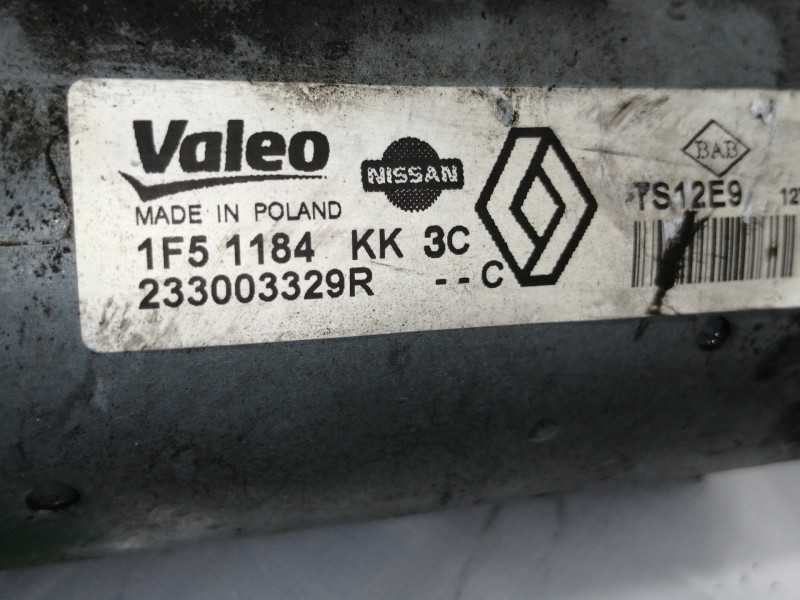 Valeo
NISSAN
BAB
MADE IN POLAND
TS12E9
1F5 1184 KK 3C
233003329R --C